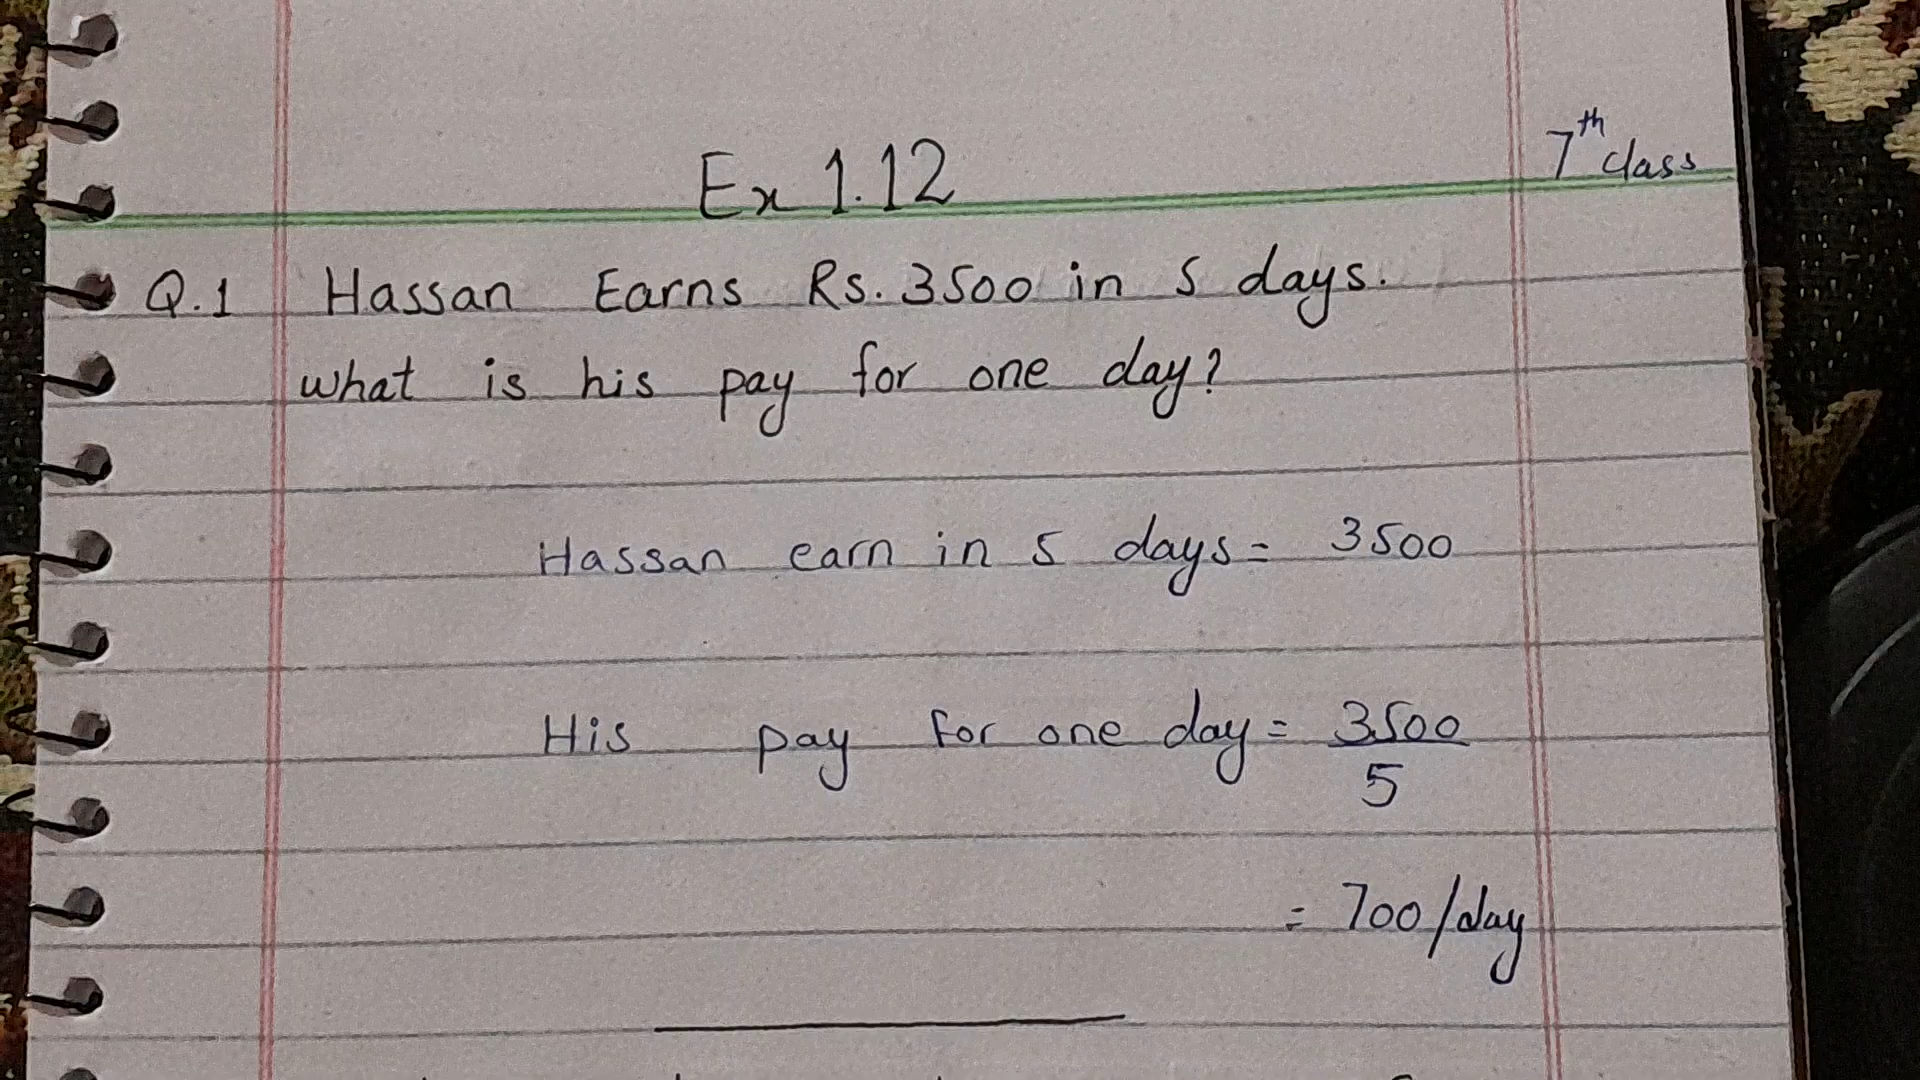 7th class
Ex 1.12
Q.1 Hassan Earns Rs. 3500 in 5 days.
what is his pay for one day?
Hassan earn in 5 days = 3500
His pay for one day = 3500
5
= 700/day